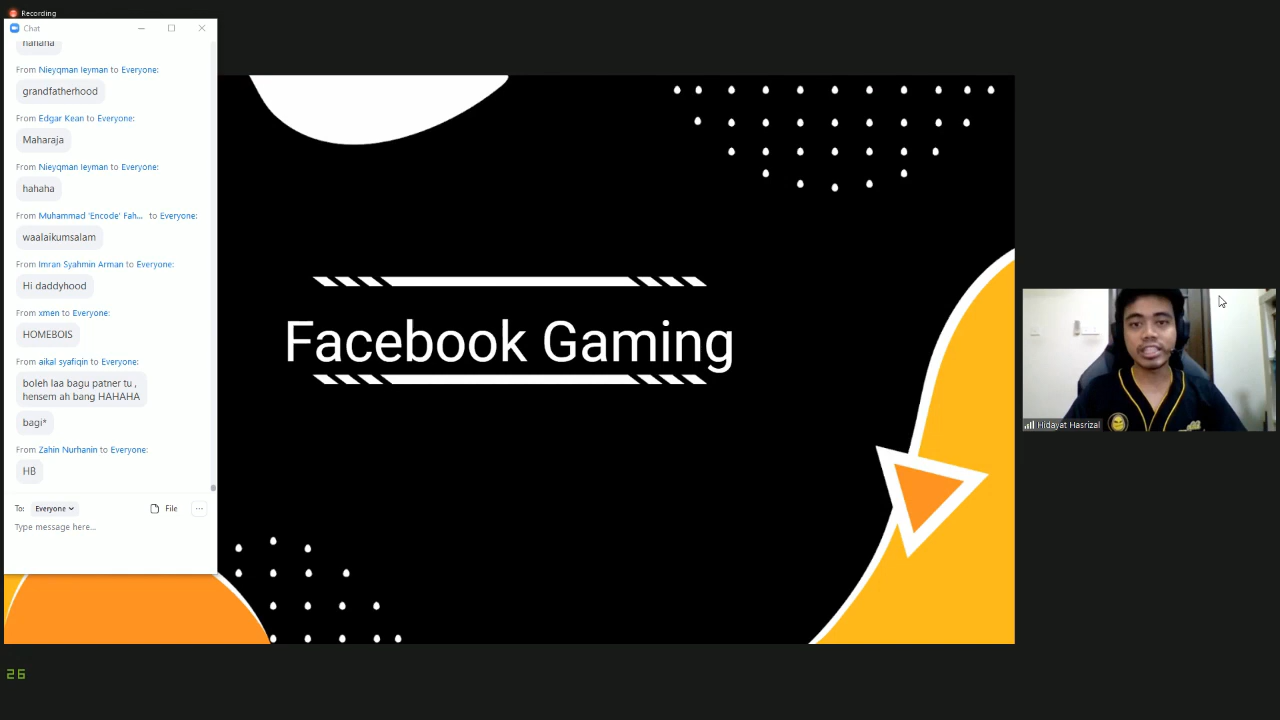 Recording
Chat
hahaha
From Nieyqman Ieyman to Everyone:
grandfatherhood
From Edgar Kean to Everyone:
Maharaja
From Nieyqman Ieyman to Everyone:
hahaha
From Muhammad 'Encode' Fah... to Everyone:
waalaikumsalam
From Imran Syahmin Arman to Everyone:
Hi daddyhood
From xmen to Everyone:
HOMEBOIS
From aikal syafiqin to Everyone:
boleh laa bagu patner tu ,
hensem ah bang HAHAHA
bagi*
From Zahin Nurhanin to Everyone:
HB
To: Everyone File ...
Type message here...
Facebook Gaming
Hidayat Hasrizal
26